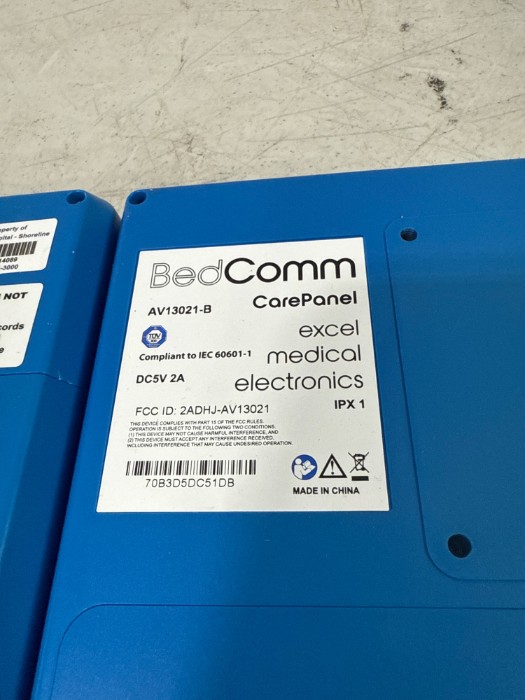 perty of
pital - Shoreline
-3000
NOT
cords
e
BedComm
CarePanel
AV13021-B
excel
medical
electronics
TÜV
Compliant to IEC 60601-1
DC5V 2A
FCC ID: 2ADHJ-AV13021
IPX 1
THIS DEVICE COMPLIES WITH PART 15 OF THE FCC RULES.
OPERATION IS SUBJECT TO THE FOLLOWING TWO CONDITIONS.
(1) THIS DEVICE MAY NOT CAUSE HARMFUL INTERFERENCE, AND
(2) THIS DEVICE MUST ACCEPT ANY INTERFERENCE RECEIVED,
INCLUDING INTERFERENCE THAT MAY CAUSE UNDESIRED OPERATION.
70B3D5DC51DB
MADE IN CHINA